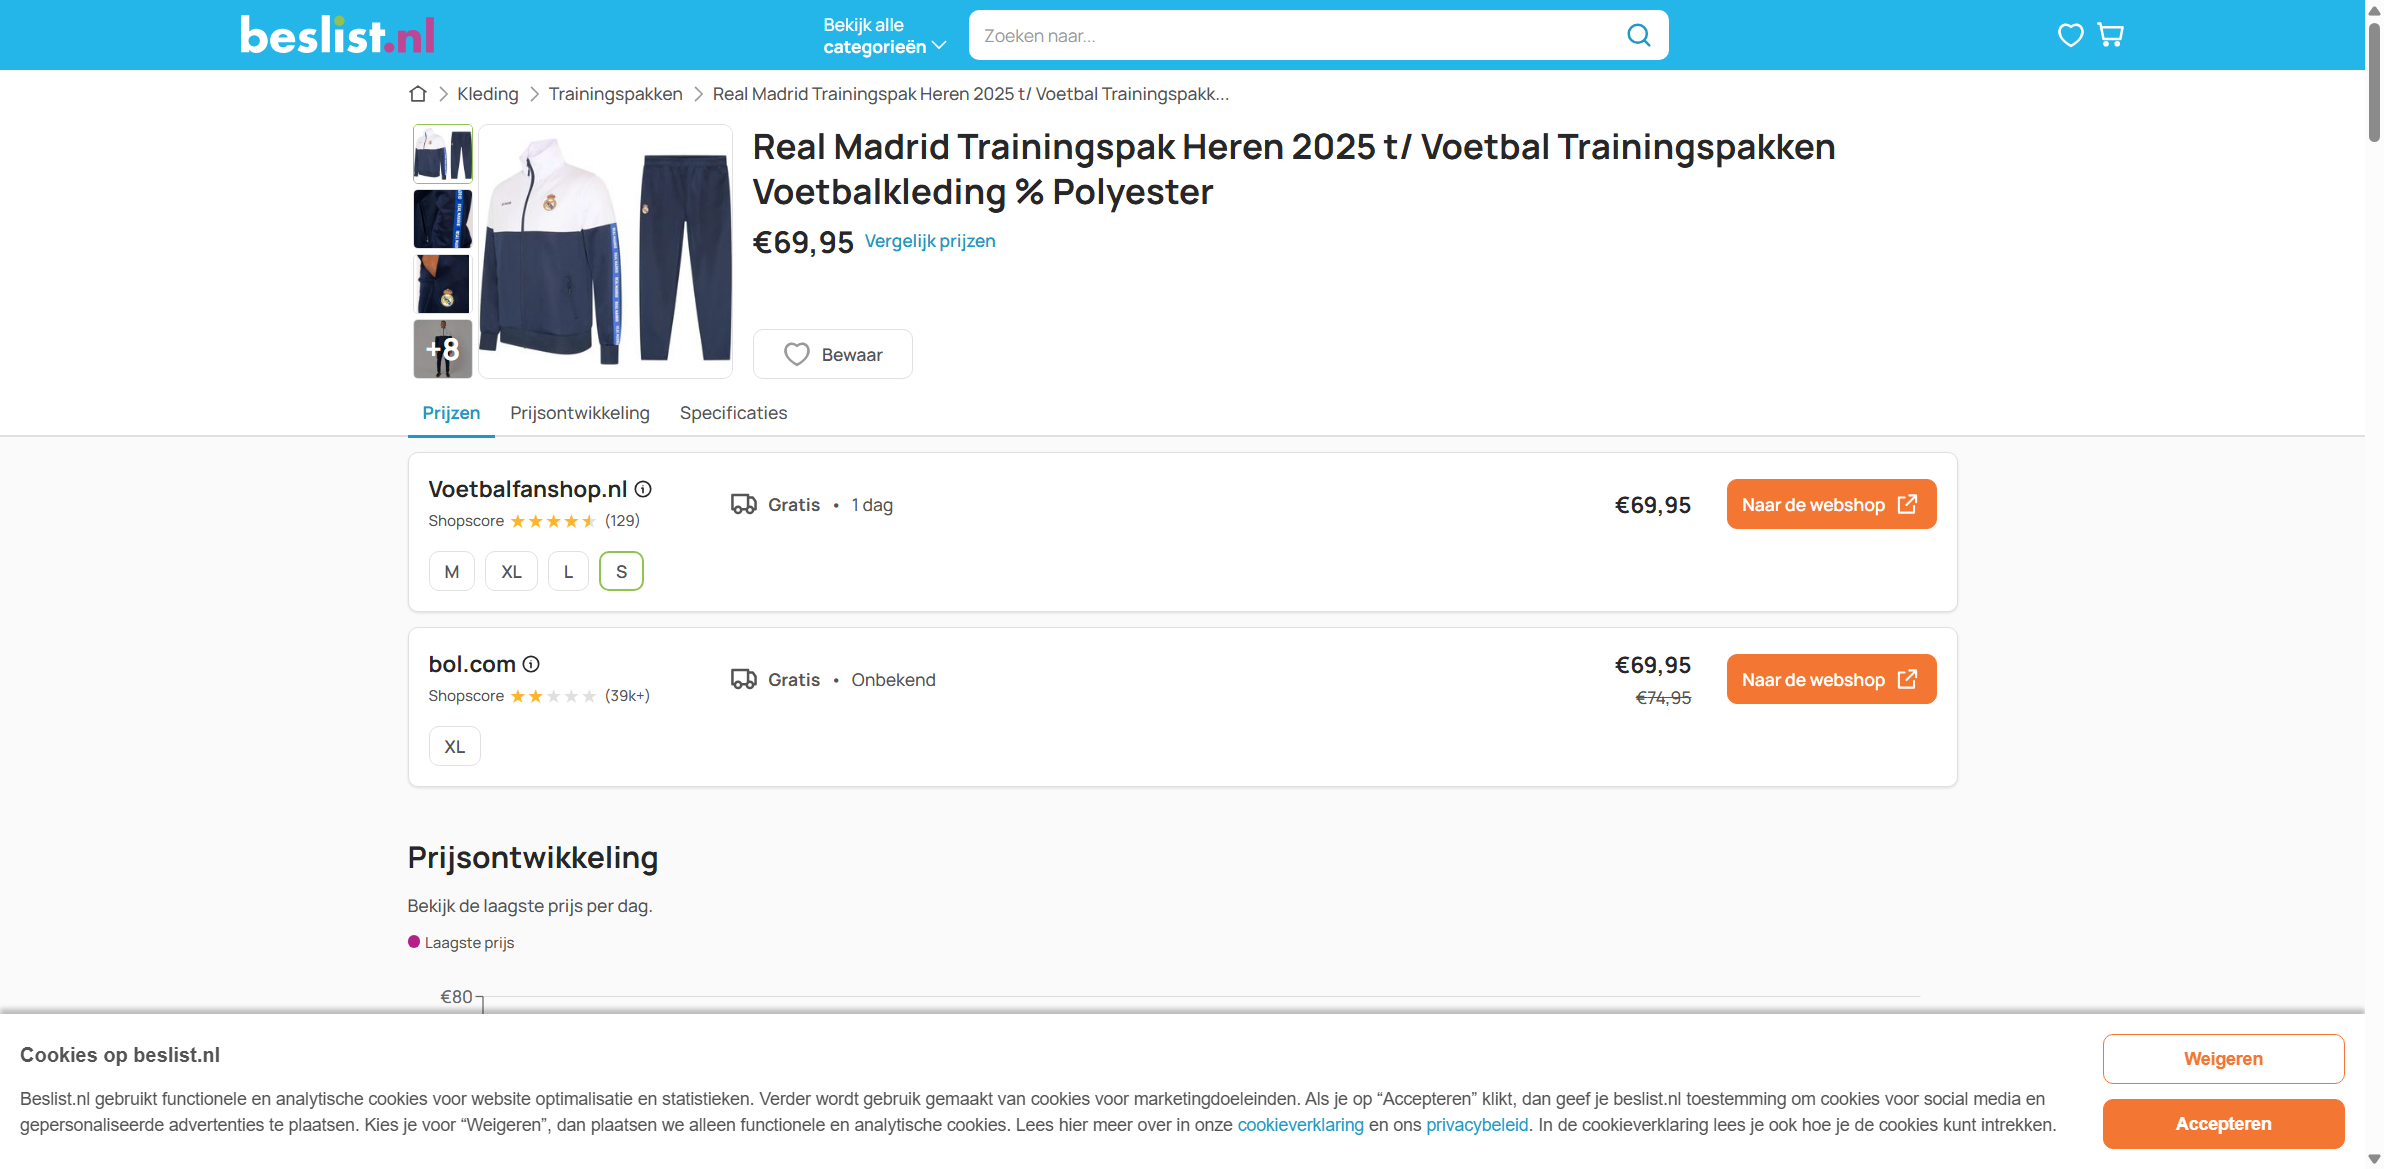 beslist.nl
Bekijk alle
categorieën
Zoeken naar...
Kleding
Trainingspakken
Real Madrid Trainingspak Heren 2025 t/ Voetbal Trainingspakk...
Real Madrid Trainingspak Heren 2025 t/ Voetbal Trainingspakken
Voetbalkleding % Polyester
€69,95 Vergelijk prijzen
+8
Bewaar
Prijzen
Prijsontwikkeling
Specificaties
Voetbalfanshop.nl
Shopscore (129)
Gratis • 1 dag
€69,95
Naar de webshop
M
XL
L
S
bol.com
Shopscore (39k+)
Gratis • Onbekend
€69,95
€74,95
Naar de webshop
XL
Prijsontwikkeling
Bekijk de laagste prijs per dag.
Laagste prijs
€80
Cookies op beslist.nl
Beslist.nl gebruikt functionele en analytische cookies voor website optimalisatie en statistieken. Verder wordt gebruik gemaakt van cookies voor marketingdoeleinden. Als je op “Accepteren” klikt, dan geef je beslist.nl toestemming om cookies voor social media en
gepersonaliseerde advertenties te plaatsen. Kies je voor “Weigeren”, dan plaatsen we alleen functionele en analytische cookies. Lees hier meer over in onze cookieverklaring en ons privacybeleid. In de cookieverklaring lees je ook hoe je de cookies kunt intrekken.
Weigeren
Accepteren